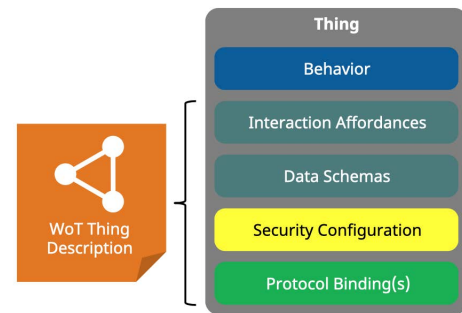 Thing
Behavior
Interaction Affordances
Data Schemas
Security Configuration
Protocol Binding(s)
WoT Thing
Description